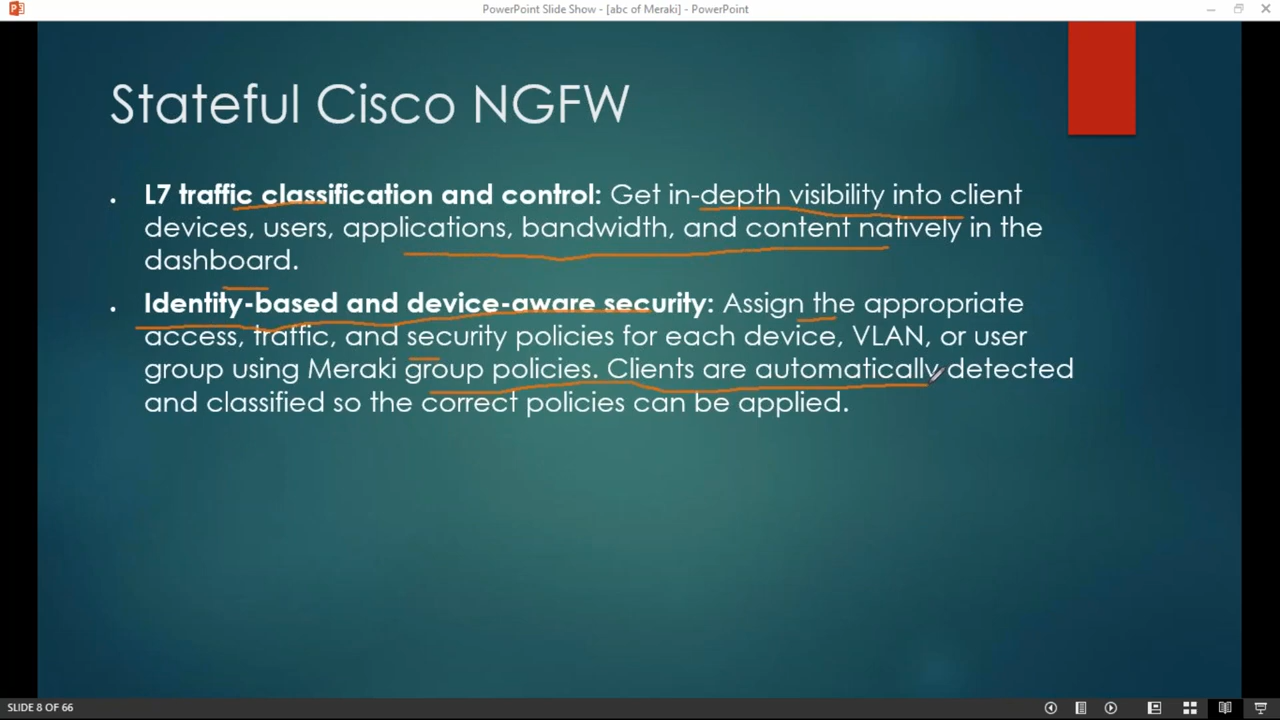 PowerPoint Slide Show - [abc of Meraki] - PowerPoint
Stateful Cisco NGFW
• L7 traffic classification and control: Get in-depth visibility into client
devices, users, applications, bandwidth, and content natively in the
dashboard.
• Identity-based and device-aware security: Assign the appropriate
access, traffic, and security policies for each device, VLAN, or user
group using Meraki group policies. Clients are automatically detected
and classified so the correct policies can be applied.
SLIDE 8 OF 66